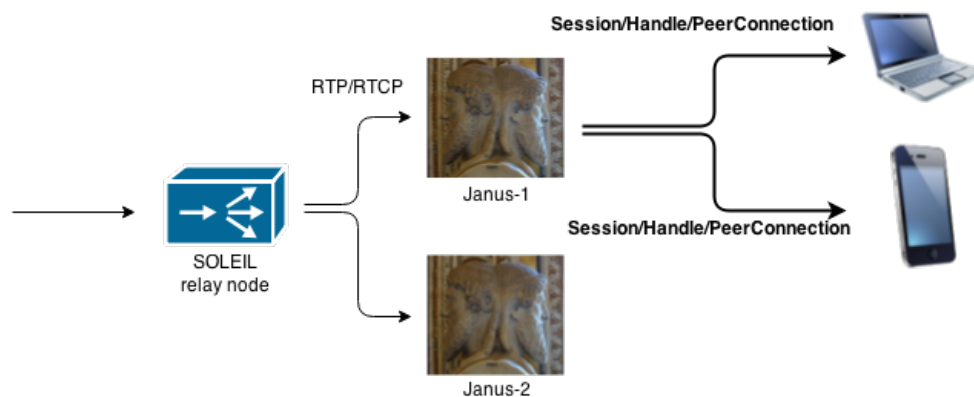 Session/Handle/PeerConnection
RTP/RTCP
Janus-1
Session/Handle/PeerConnection
SOLEIL
relay node
Janus-2